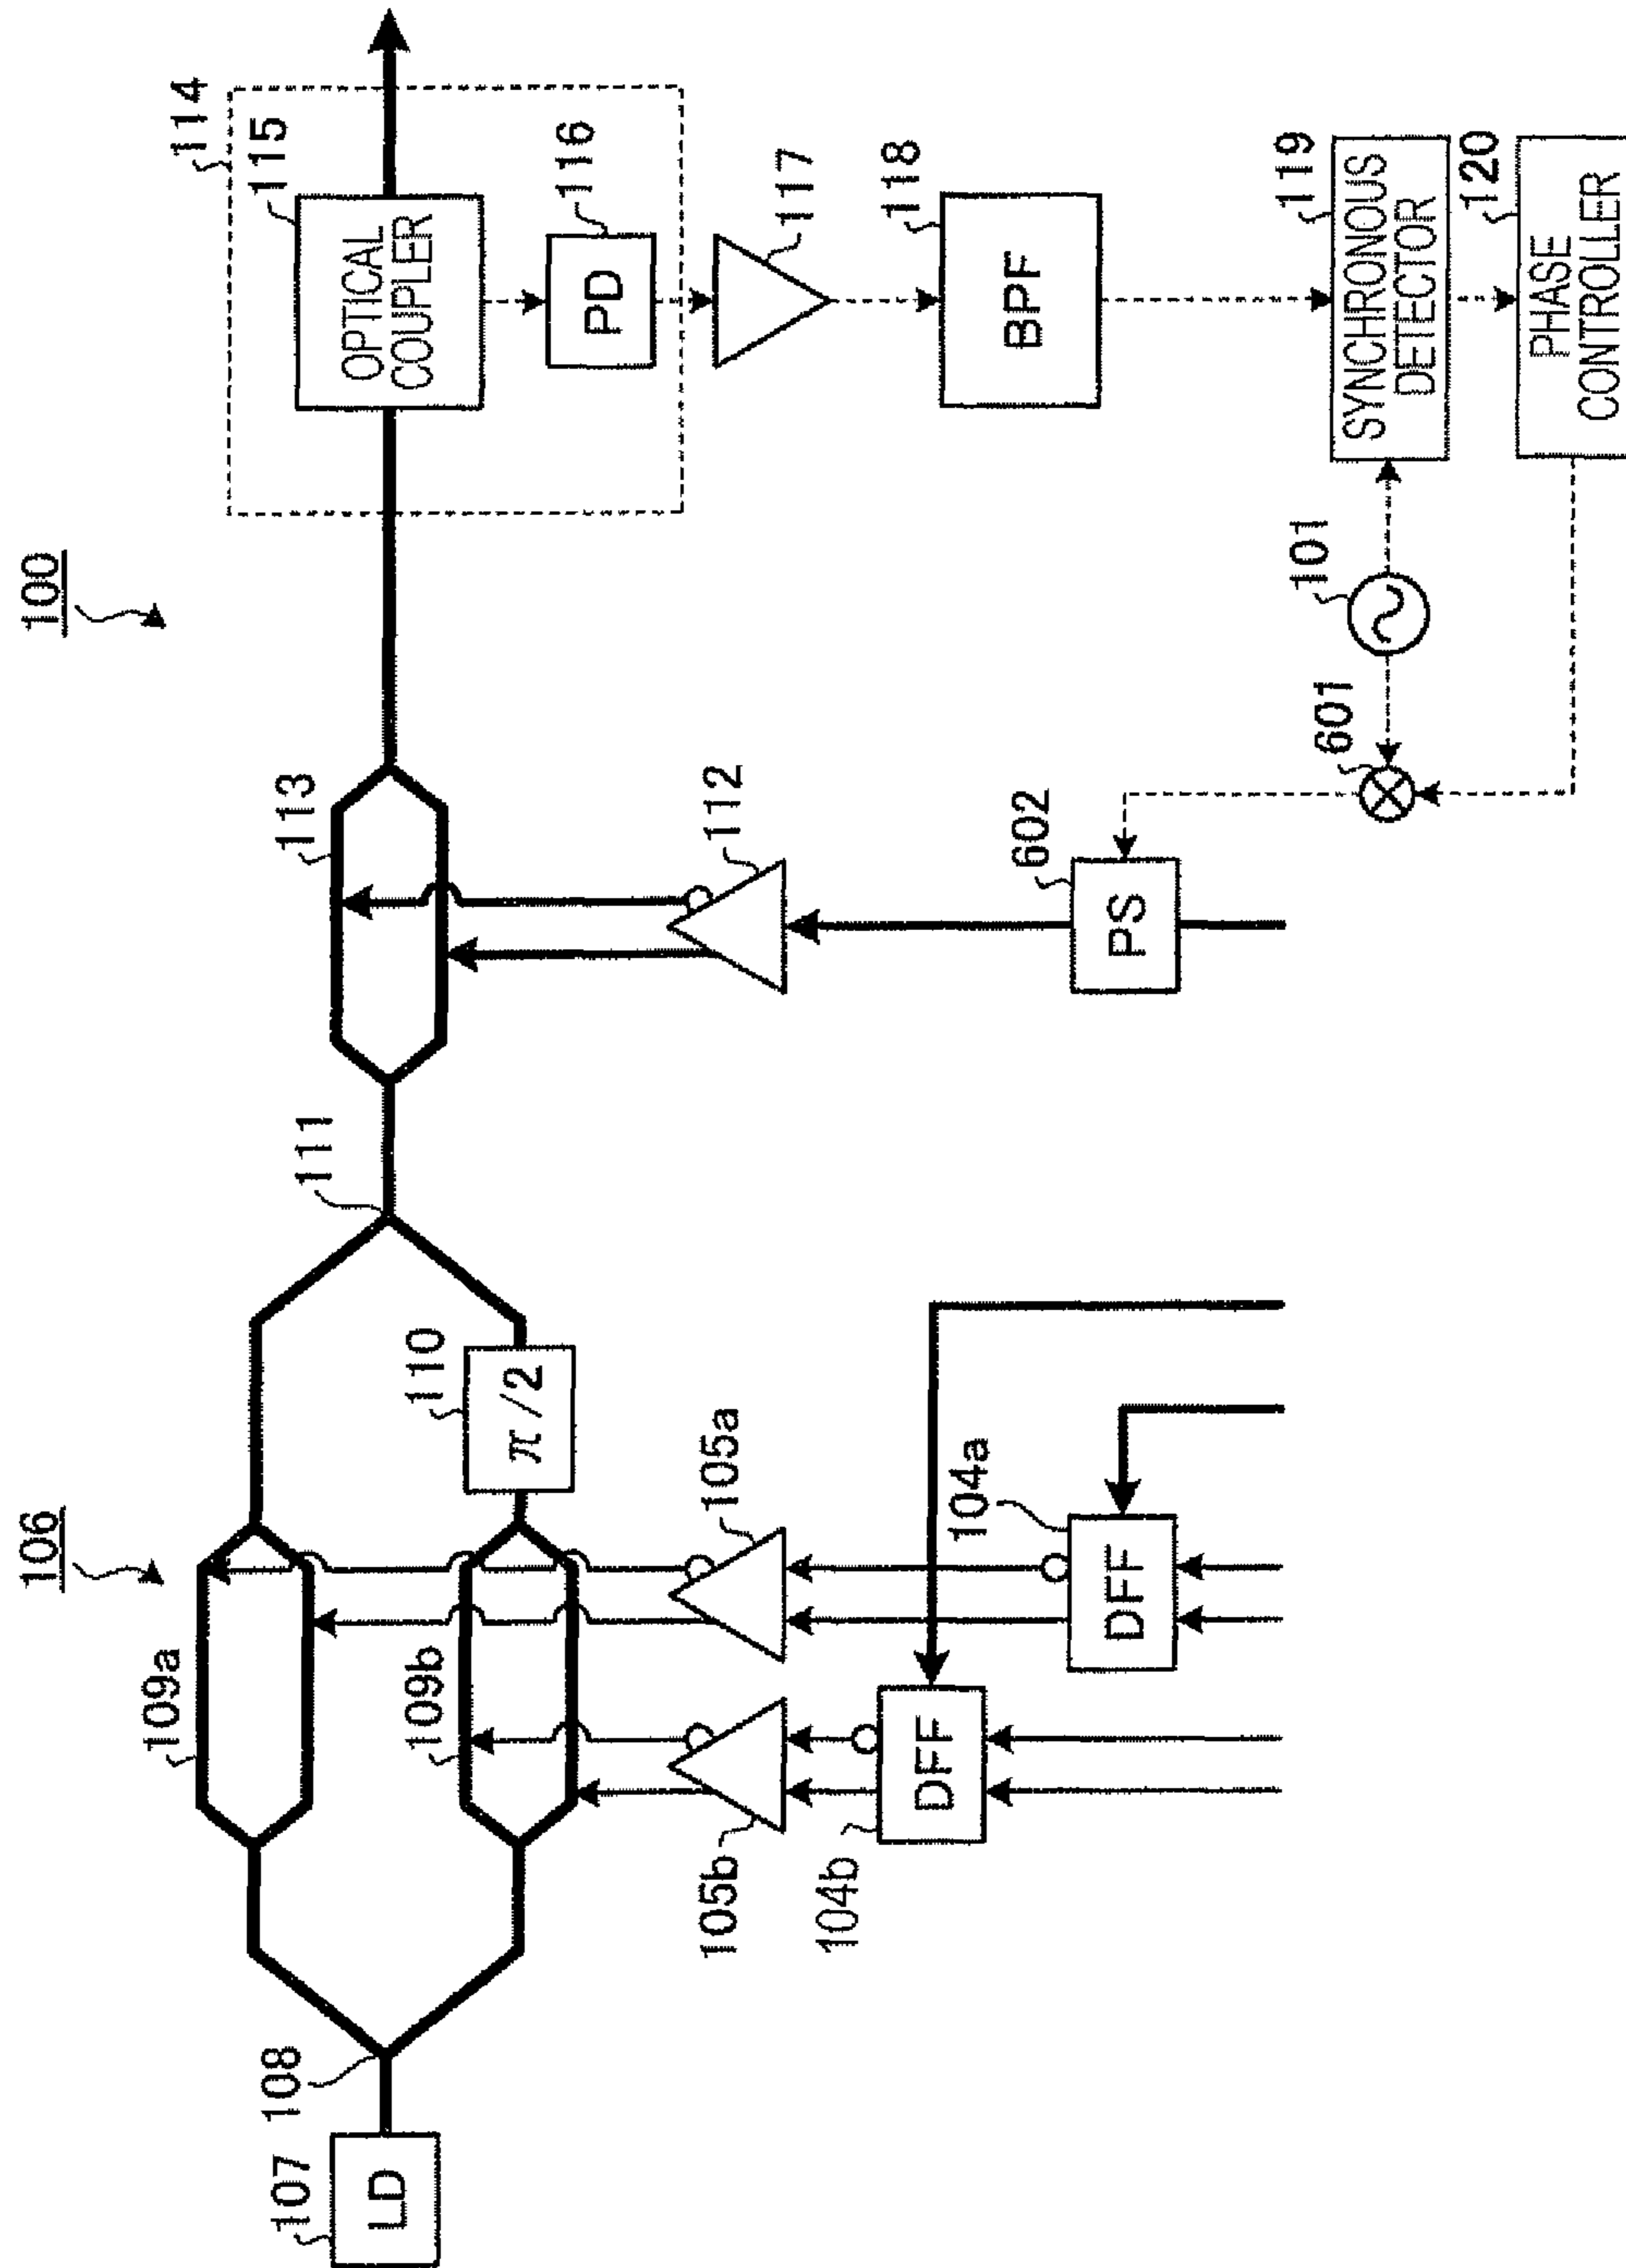 100
106
107
LD
108
109a
109b
110
π/2
111
113
114
115
OPTICAL
COUPLER
116
PD
117
118
BPF
119
SYNCHRONOUS
DETECTOR
120
PHASE
CONTROLLER
101
601
602
PS
112
105a
105b
104a
DFF
104b
DFF